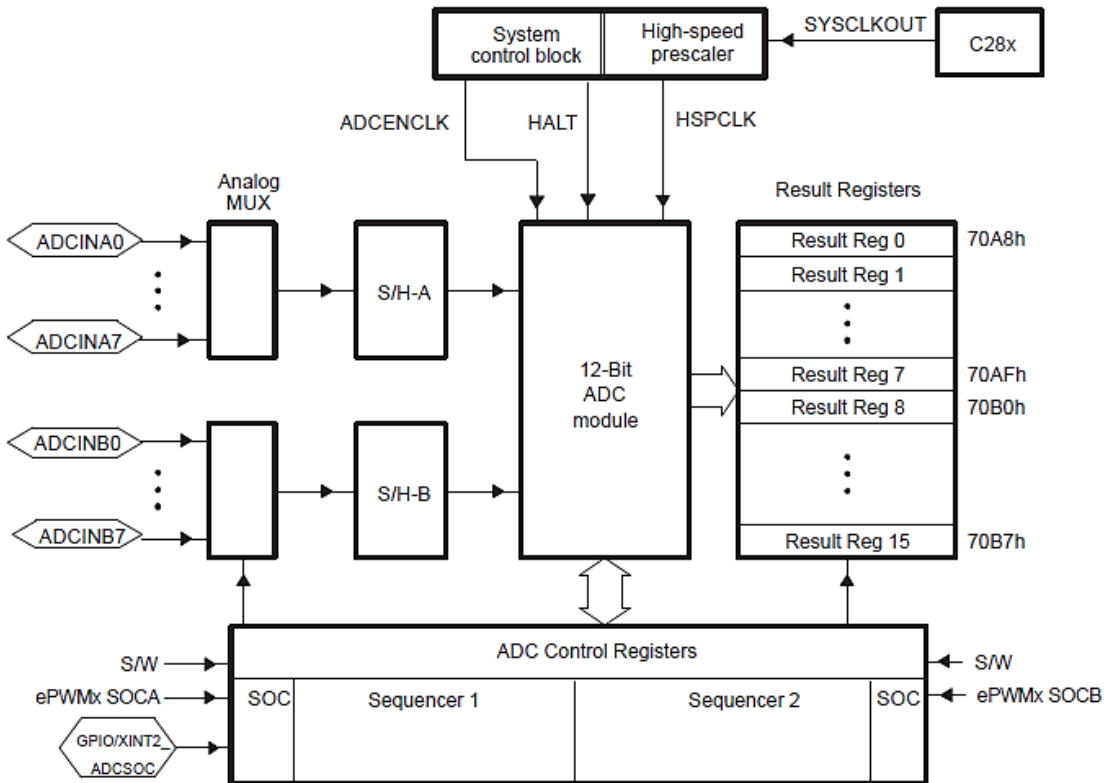 System
control block
High-speed
prescaler
SYSCLKOUT
C28x
ADCENCLK
HALT
HSPCLK
Analog
MUX
Result Registers
ADCINA0
ADCINA7
S/H-A
12-Bit
ADC
module
Result Reg 0
70A8h
Result Reg 1
Result Reg 7
70AFh
Result Reg 8
70B0h
ADCINB0
ADCINB7
S/H-B
Result Reg 15
70B7h
ADC Control Registers
S/W
S/W
ePWMx SOCA
SOC
Sequencer 1
Sequencer 2
SOC
ePWMx SOCB
GPIO/XINT2_
ADCSOC